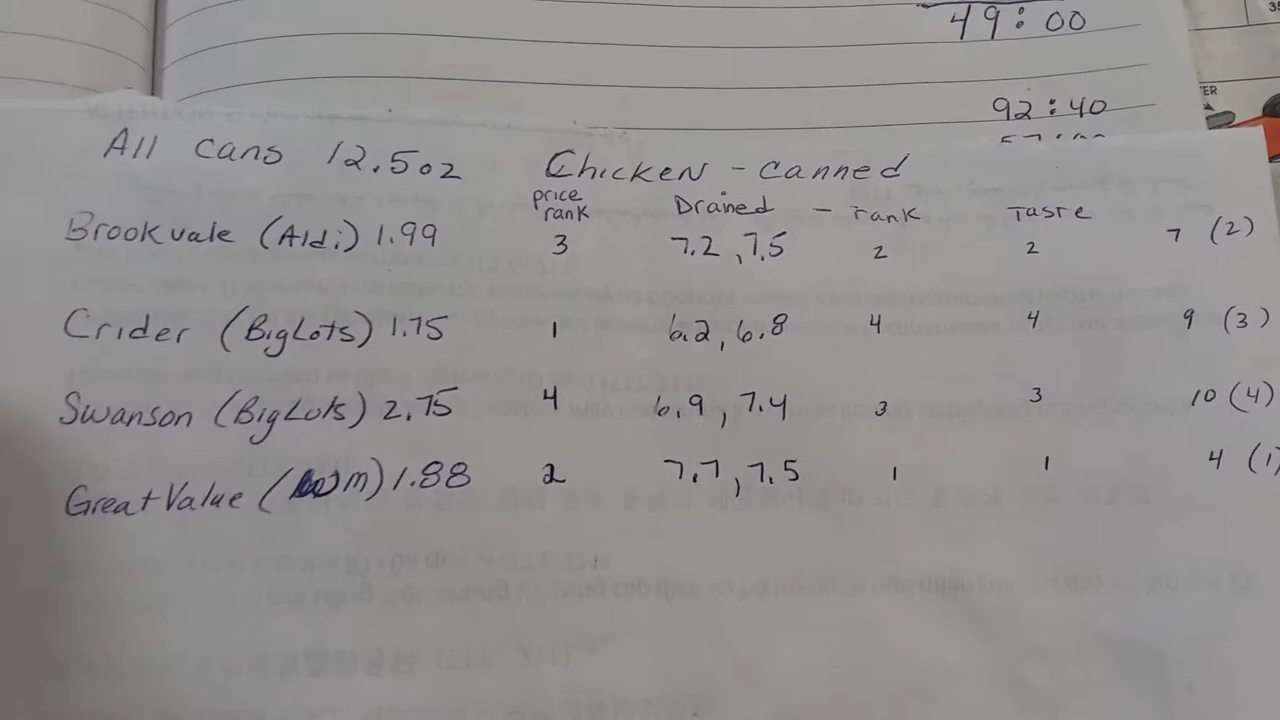 49:00
92:40
All cans 12.5oz Chicken - canned
price rank Drained - rank Taste
Brookvale (Aldi) 1.99 3 7.2, 7.5 2 2 7 (2)
Crider (BigLots) 1.75 1 6.2, 6.8 4 4 9 (3)
Swanson (BigLots) 2.75 4 6.9, 7.4 3 3 10 (4)
Great Value (WM) 1.88 2 7.7, 7.5 1 1 4 (1)